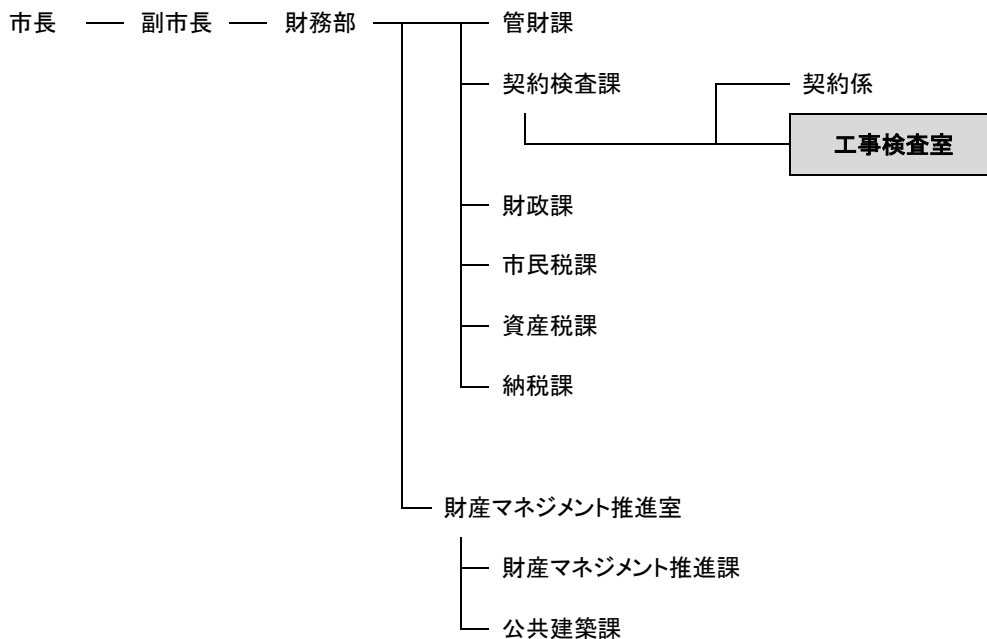 市長 副市長 財務部 管財課
契約検査課 契約係
工事検査室
財政課
市民税課
資産税課
納税課
財産マネジメント推進室
財産マネジメント推進課
公共建築課